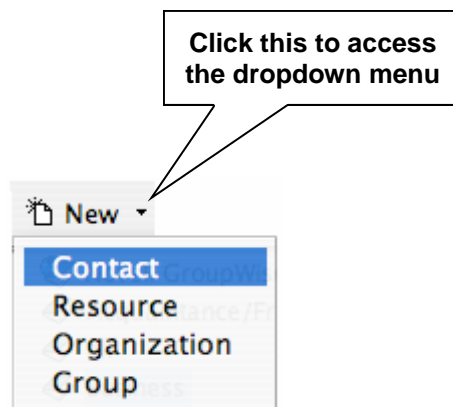 Click this to access
the dropdown menu
New
Contact
Resource
Organization
Group